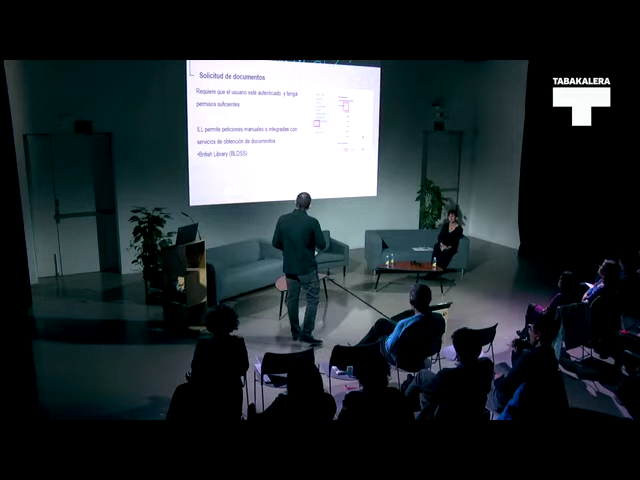 TABAKALERA
Solicitud de documentos
Requiere que el usuario esté autenticado y tenga
permisos suficientes
ILL permite peticiones manuales o integradas con
servicios de obtención de documentos
•British Library (BLDSS)